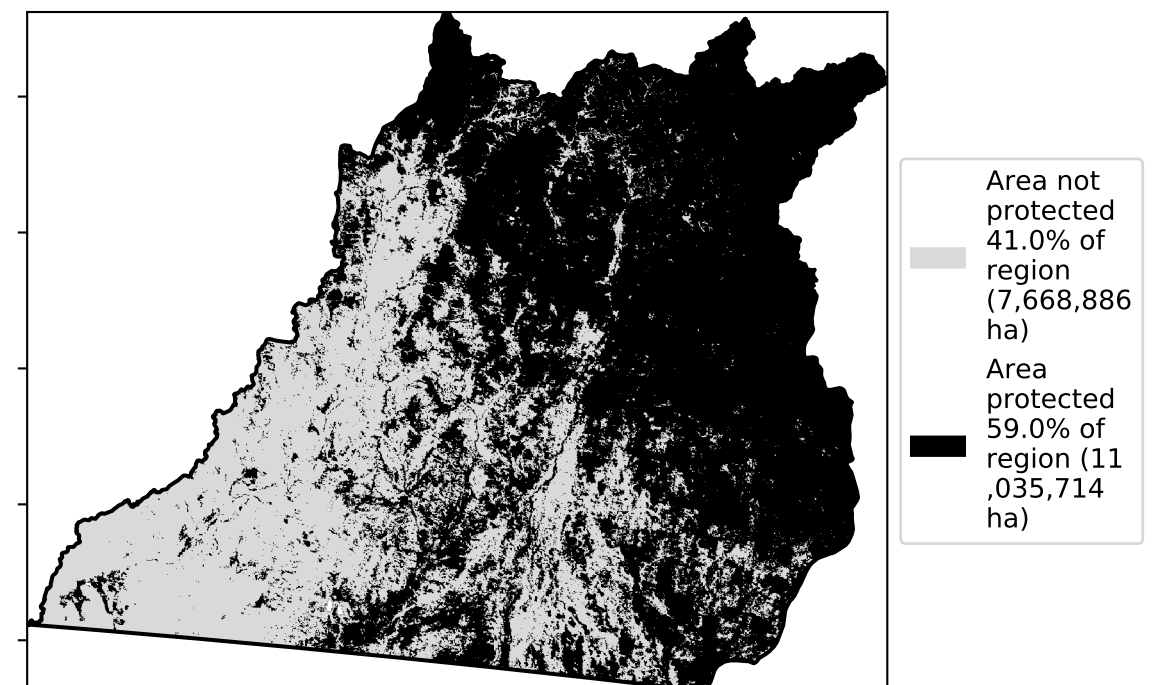 Area not
protected
41.0% of
region
(7,668,886
ha)
Area
protected
59.0% of
region (11
,035,714
ha)